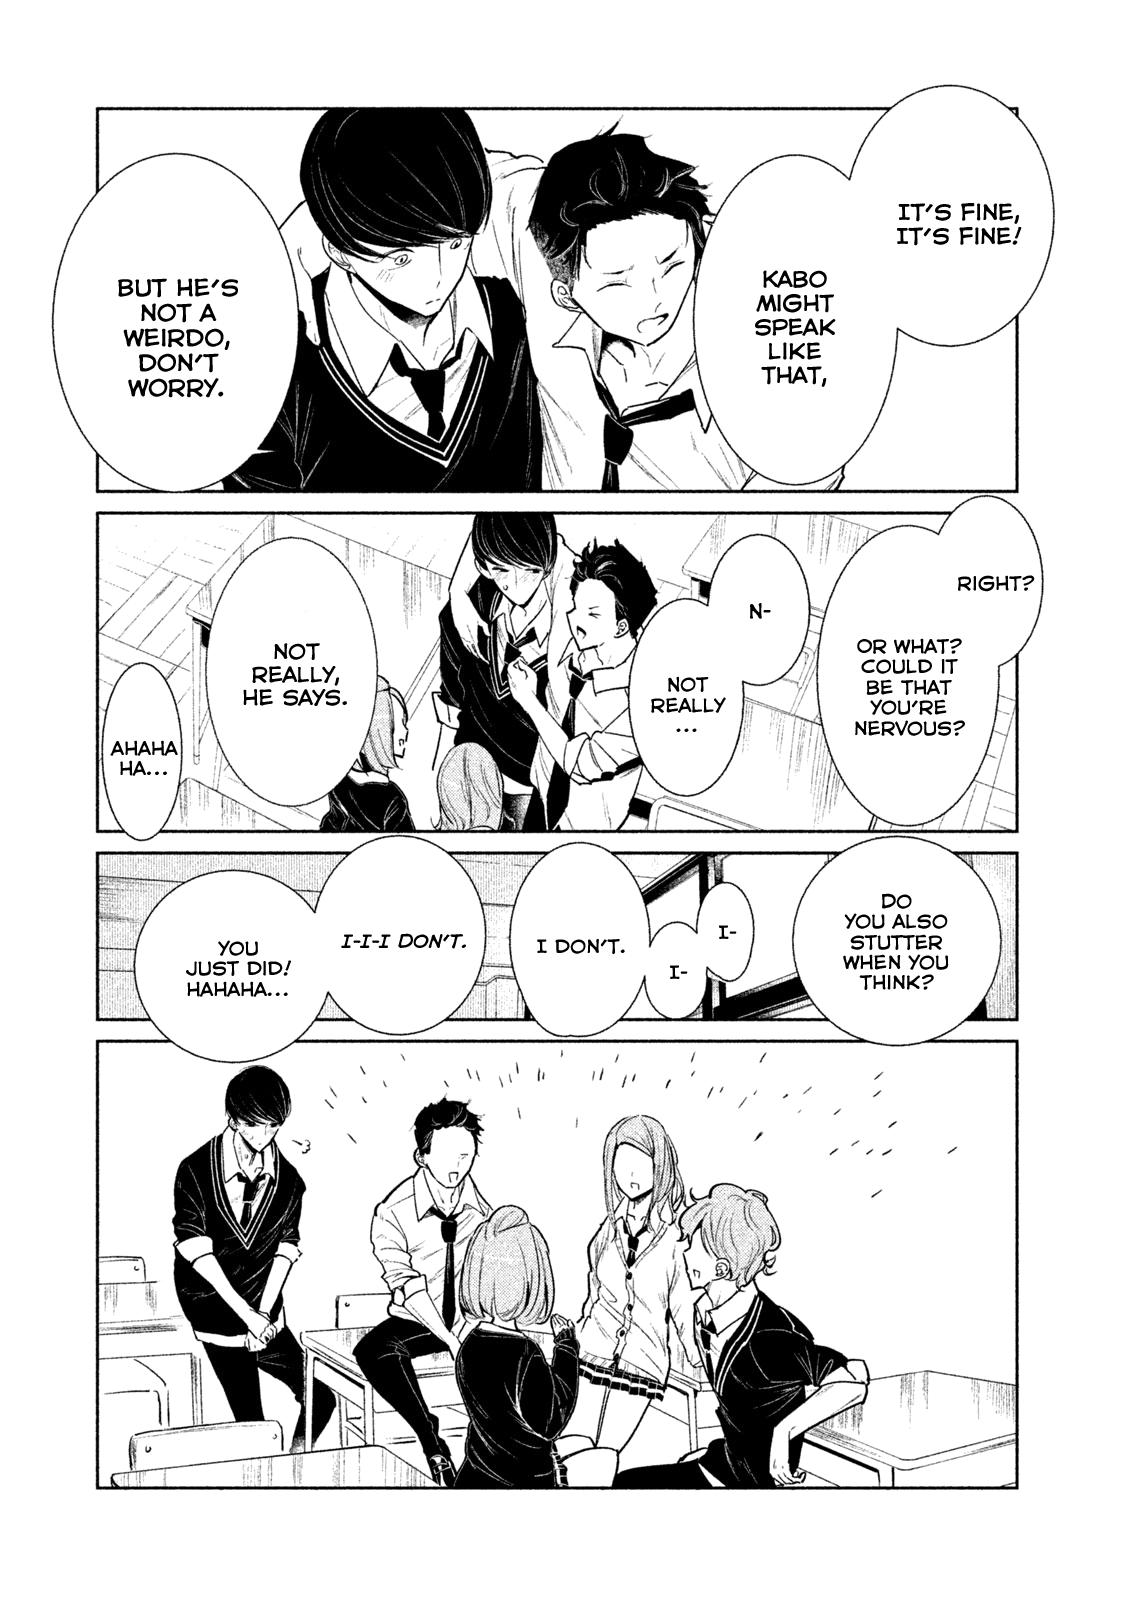 IT'S FINE,
IT'S FINE!
KABO
MIGHT
SPEAK
LIKE
THAT,
BUT HE'S
NOT A
WEIRDO,
DON'T
WORRY.
RIGHT?
OR WHAT?
COULD IT
BE THAT
YOU'RE
NERVOUS?
N-
NOT
REALLY
...
NOT
REALLY,
HE SAYS.
AHAHA
HA...
DO
YOU ALSO
STUTTER
WHEN YOU
THINK?
I-
I-
I DON'T.
I-I-I DON'T.
YOU
JUST DID!
HAHAHA...